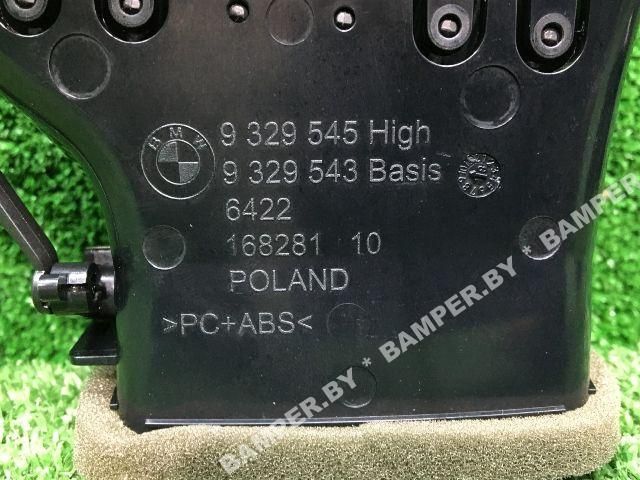 BMW
9 329 545 High
9 329 543 Basis
6422
168281 10
POLAND
>PC+ABS<
BAMPER.BY * BAMPER.BY * BAMPER.BY